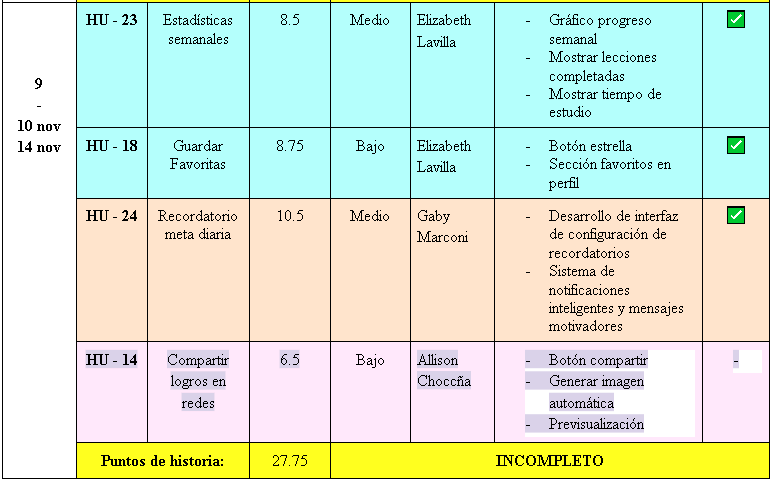 9
-
10 nov
14 nov
HU - 23
Estadísticas
semanales
8.5
Medio
Elizabeth
Lavilla
- Gráfico progreso
semanal
- Mostrar lecciones
completadas
- Mostrar tiempo de
estudio
✅
HU - 18
Guardar
Favoritas
8.75
Bajo
Elizabeth
Lavilla
- Botón estrella
- Sección favoritos en
perfil
✅
HU - 24
Recordatorio
meta diaria
10.5
Medio
Gaby
Marconi
- Desarrollo de interfaz
de configuración de
recordatorios
- Sistema de
notificaciones
inteligentes y mensajes
motivadores
✅
HU - 14
Compartir
logros en
redes
6.5
Bajo
Allison
Choccña
- Botón compartir
- Generar imagen
automática
- Previsualización
-
Puntos de historia:
27.75
INCOMPLETO